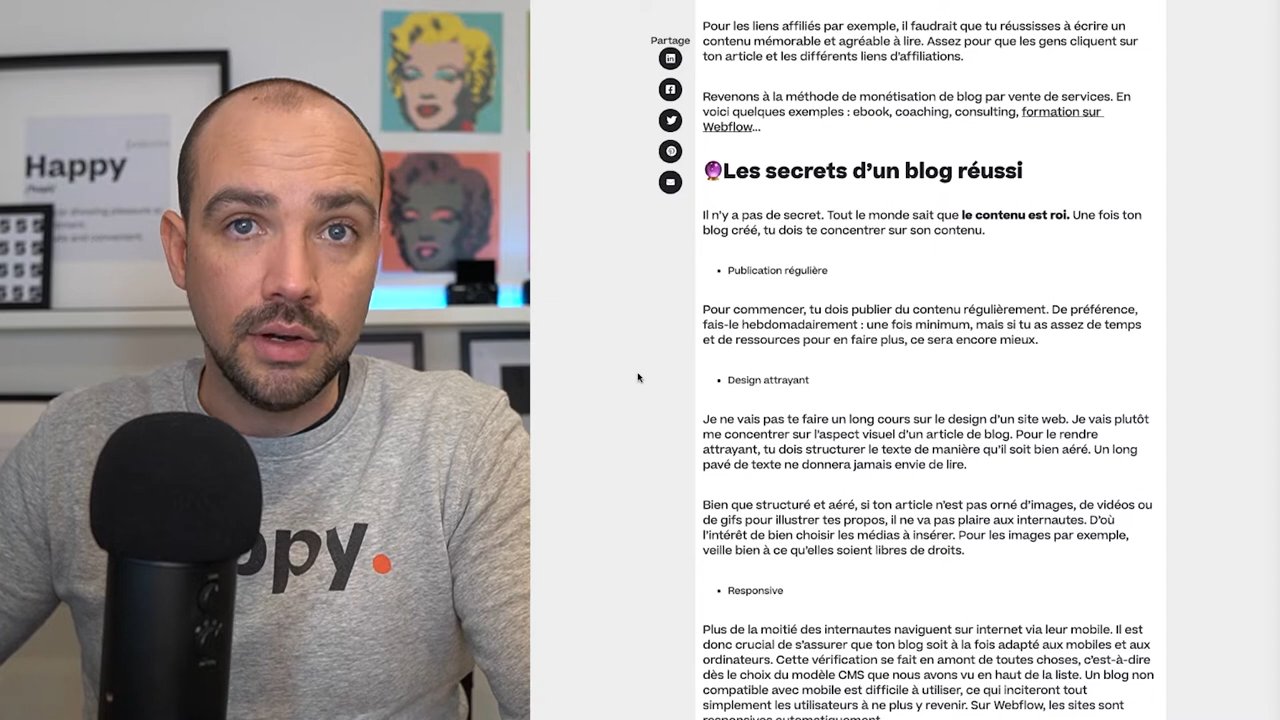 Happy
ppy.
Partage
Pour les liens affiliés par exemple, il faudrait que tu réussisses à écrire un
contenu mémorable et agréable à lire. Assez pour que les gens cliquent sur
ton article et les différents liens d'affiliations.
Revenons à la méthode de monétisation de blog par vente de services. En
voici quelques exemples : ebook, coaching, consulting, formation sur
Webflow...
Les secrets d'un blog réussi
Il n'y a pas de secret. Tout le monde sait que le contenu est roi. Une fois ton
blog créé, tu dois te concentrer sur son contenu.
• Publication régulière
Pour commencer, tu dois publier du contenu régulièrement. De préférence,
fais-le hebdomadairement : une fois minimum, mais si tu as assez de temps
et de ressources pour en faire plus, ce sera encore mieux.
• Design attrayant
Je ne vais pas te faire un long cours sur le design d'un site web. Je vais plutôt
me concentrer sur l'aspect visuel d'un article de blog. Pour le rendre
attrayant, tu dois structurer le texte de manière qu'il soit bien aéré. Un long
pavé de texte ne donnera jamais envie de lire.
Bien que structuré et aéré, si ton article n'est pas orné d'images, de vidéos ou
de gifs pour illustrer tes propos, il ne va pas plaire aux internautes. D'où
l'intérêt de bien choisir les médias à insérer. Pour les images par exemple,
veille bien à ce qu'elles soient libres de droits.
• Responsive
Plus de la moitié des internautes naviguent sur internet via leur mobile. Il est
donc crucial de s'assurer que ton blog soit à la fois adapté aux mobiles et aux
ordinateurs. Cette vérification se fait en amont de toutes choses, c'est-à-dire
dès le choix du modèle CMS que nous avons vu en haut de la liste. Un blog non
compatible avec mobile est difficile à utiliser, ce qui inciteront tout
simplement les utilisateurs à ne plus y revenir. Sur Webflow, les sites sont
responsives automatiquement